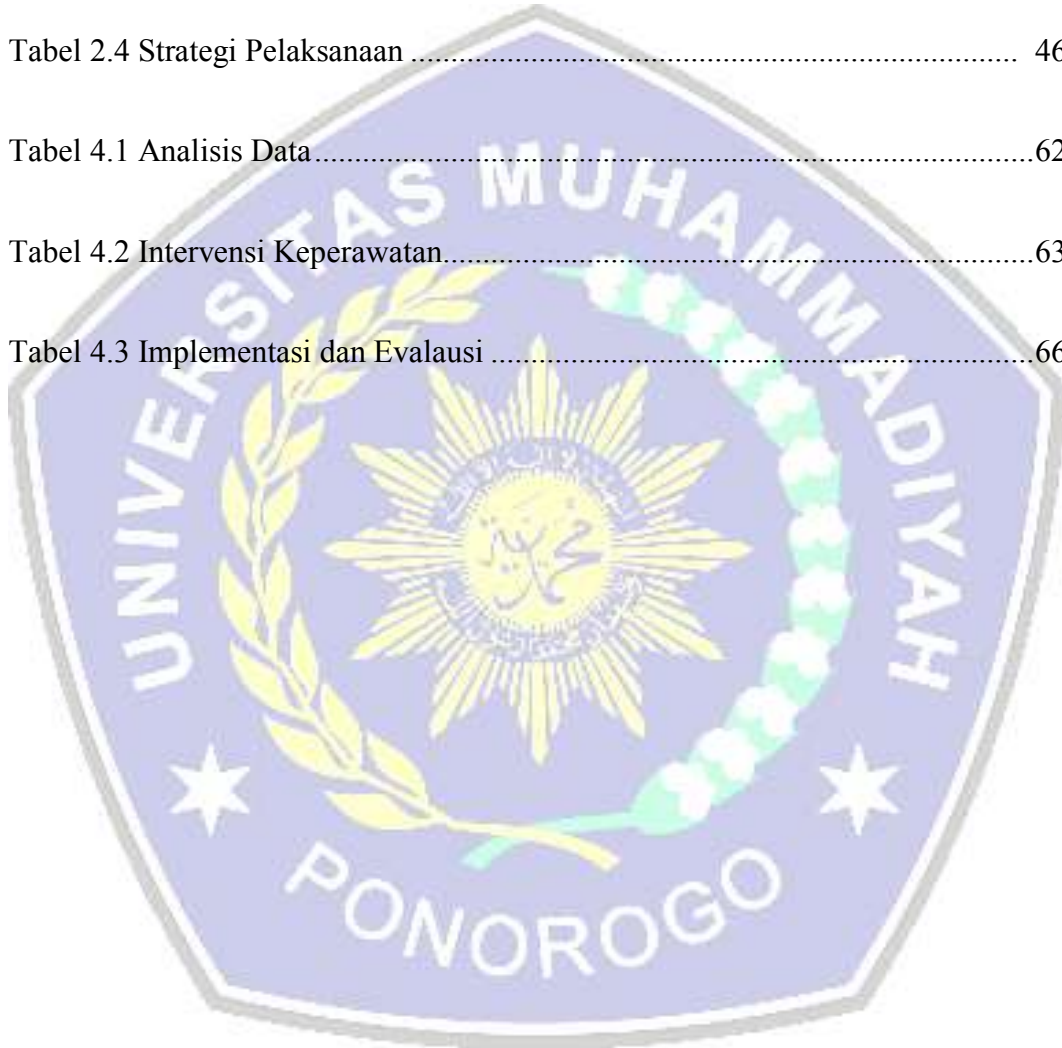 Tabel 2.4 Strategi Pelaksanaan ........................................................................ 46
Tabel 4.1 Analisis Data ........................................................................ 62
Tabel 4.2 Intervensi Keperawatan ........................................................................ 63
Tabel 4.3 Implementasi dan Evalausi ........................................................................ 66
UNIVERSITAS MUHAMMADIYAH
PONOROGO